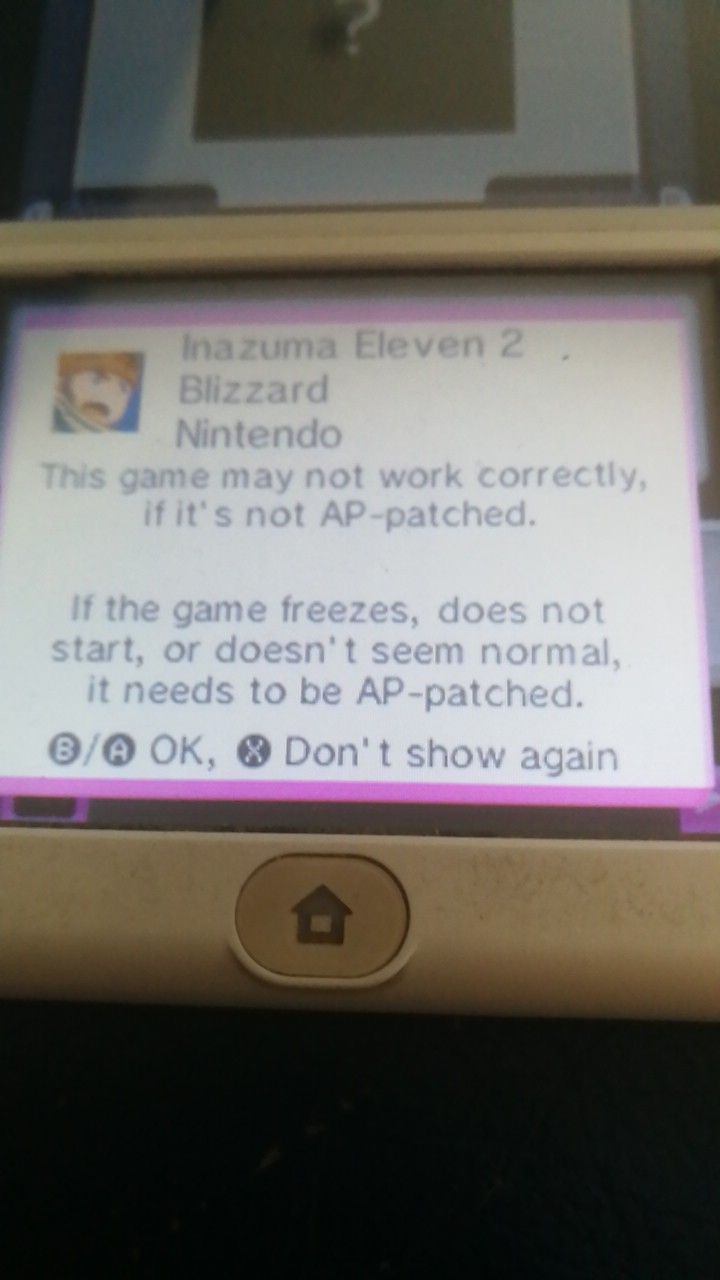 ?
Inazuma Eleven 2
Blizzard
Nintendo
This game may not work correctly,
if it's not AP-patched.
If the game freezes, does not
start, or doesn't seem normal,
it needs to be AP-patched.
B/A OK, X Don't show again